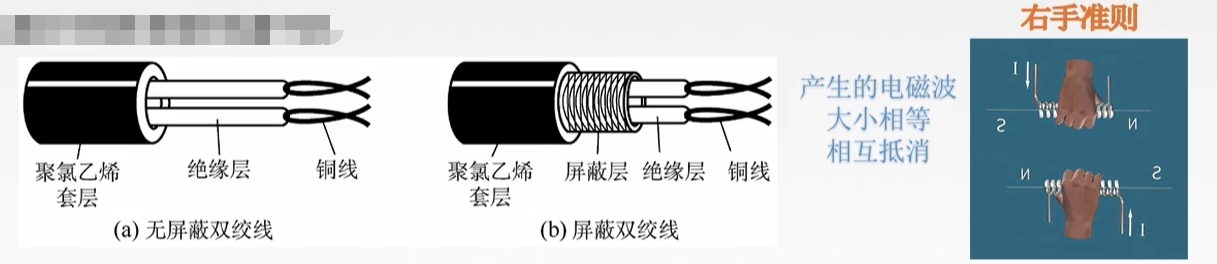 右手准则
聚氯乙烯
套层
绝缘层
铜线
(a) 无屏蔽双绞线
聚氯乙烯
套层
屏蔽层
绝缘层
铜线
(b) 屏蔽双绞线
产生的电磁波
大小相等
相互抵消
I
S
N
N
S
I